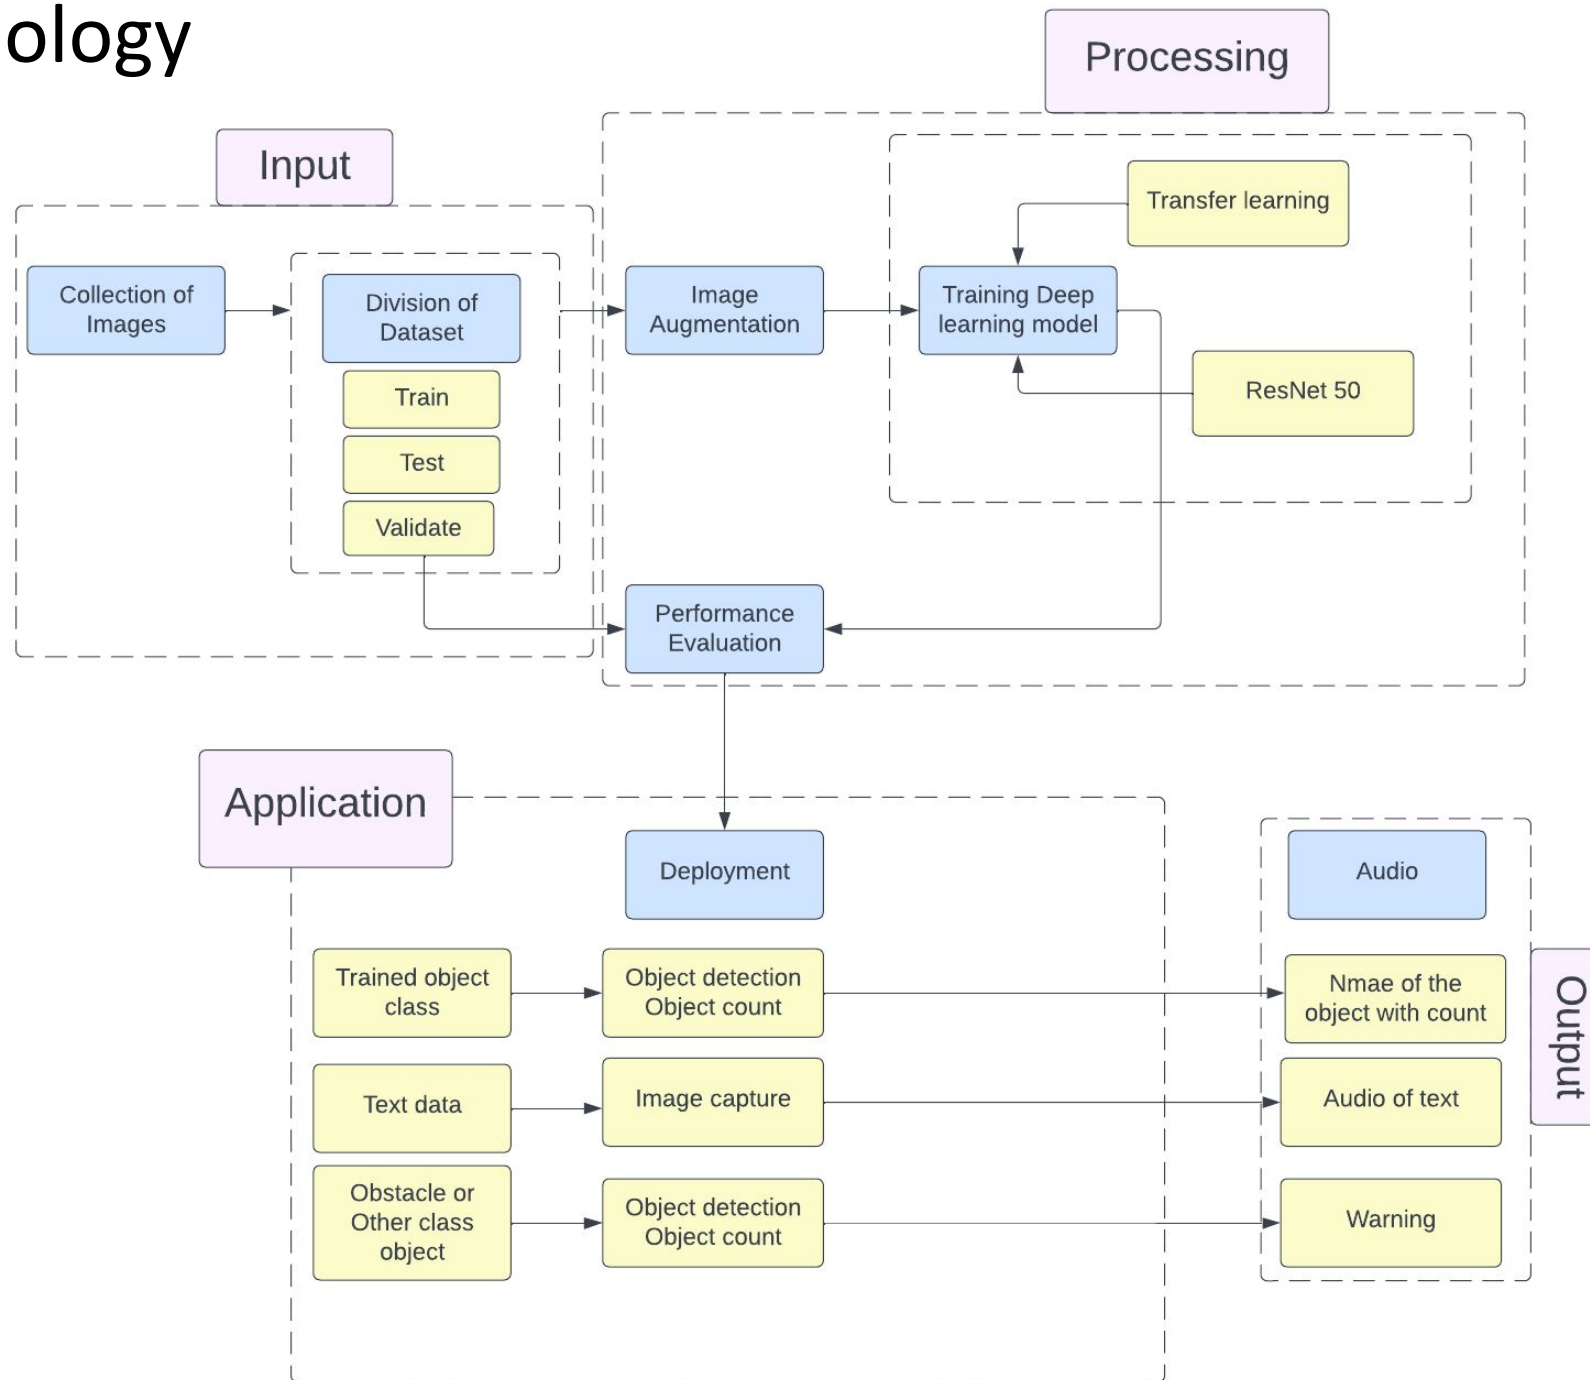 ology
Processing
Input
Transfer learning
Collection of
Images
Division of
Dataset
Image
Augmentation
Training Deep
learning model
Train
ResNet 50
Test
Validate
Performance
Evaluation
Application
Deployment
Audio
Trained object
class
Object detection
Object count
Nmae of the
object with count
Output
Text data
Image capture
Audio of text
Obstacle or
Other class
object
Object detection
Object count
Warning